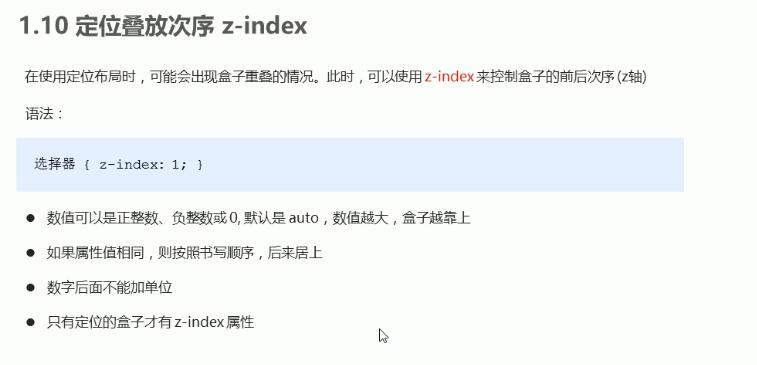 1.10 定位叠放次序 z-index
在使用定位布局时，可能会出现盒子重叠的情况。此时，可以使用 z-index 来控制盒子的前后次序 (z轴)
语法：
选择器 { z-index: 1; }
● 数值可以是正整数、负整数或 0, 默认是 auto，数值越大，盒子越靠上
● 如果属性值相同，则按照书写顺序，后来居上
● 数字后面不能加单位
● 只有定位的盒子才有 z-index 属性